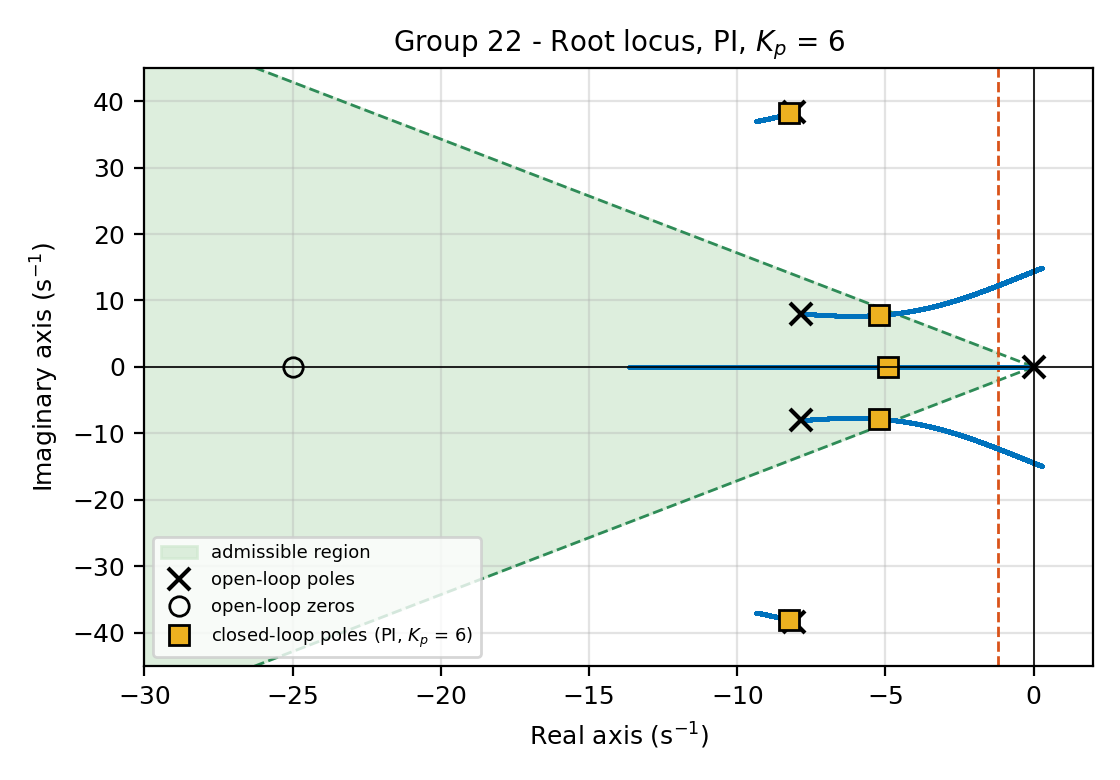 Group 22 - Root locus, PI, $K_p$ = 6
Imaginary axis (s⁻¹)
40
30
20
10
0
−10
−20
−30
−40
admissible region
open-loop poles
open-loop zeros
closed-loop poles (PI, $K_p$ = 6)
−30 −25 −20 −15 −10 −5 0
Real axis (s⁻¹)